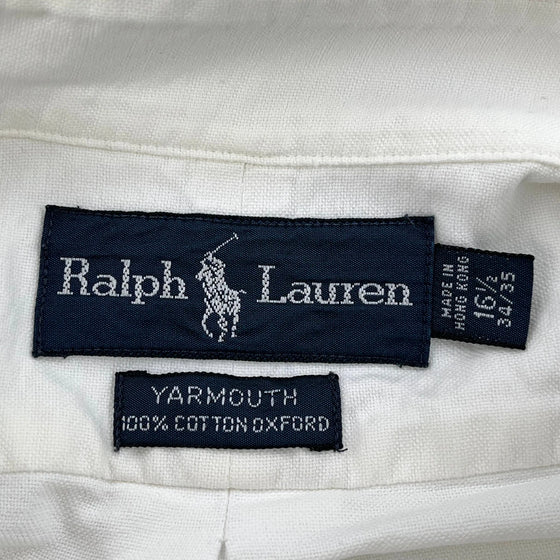 Ralph Lauren
MADE IN
HONG KONG
16½
34/35
YARMOUTH
100% COTTON OXFORD